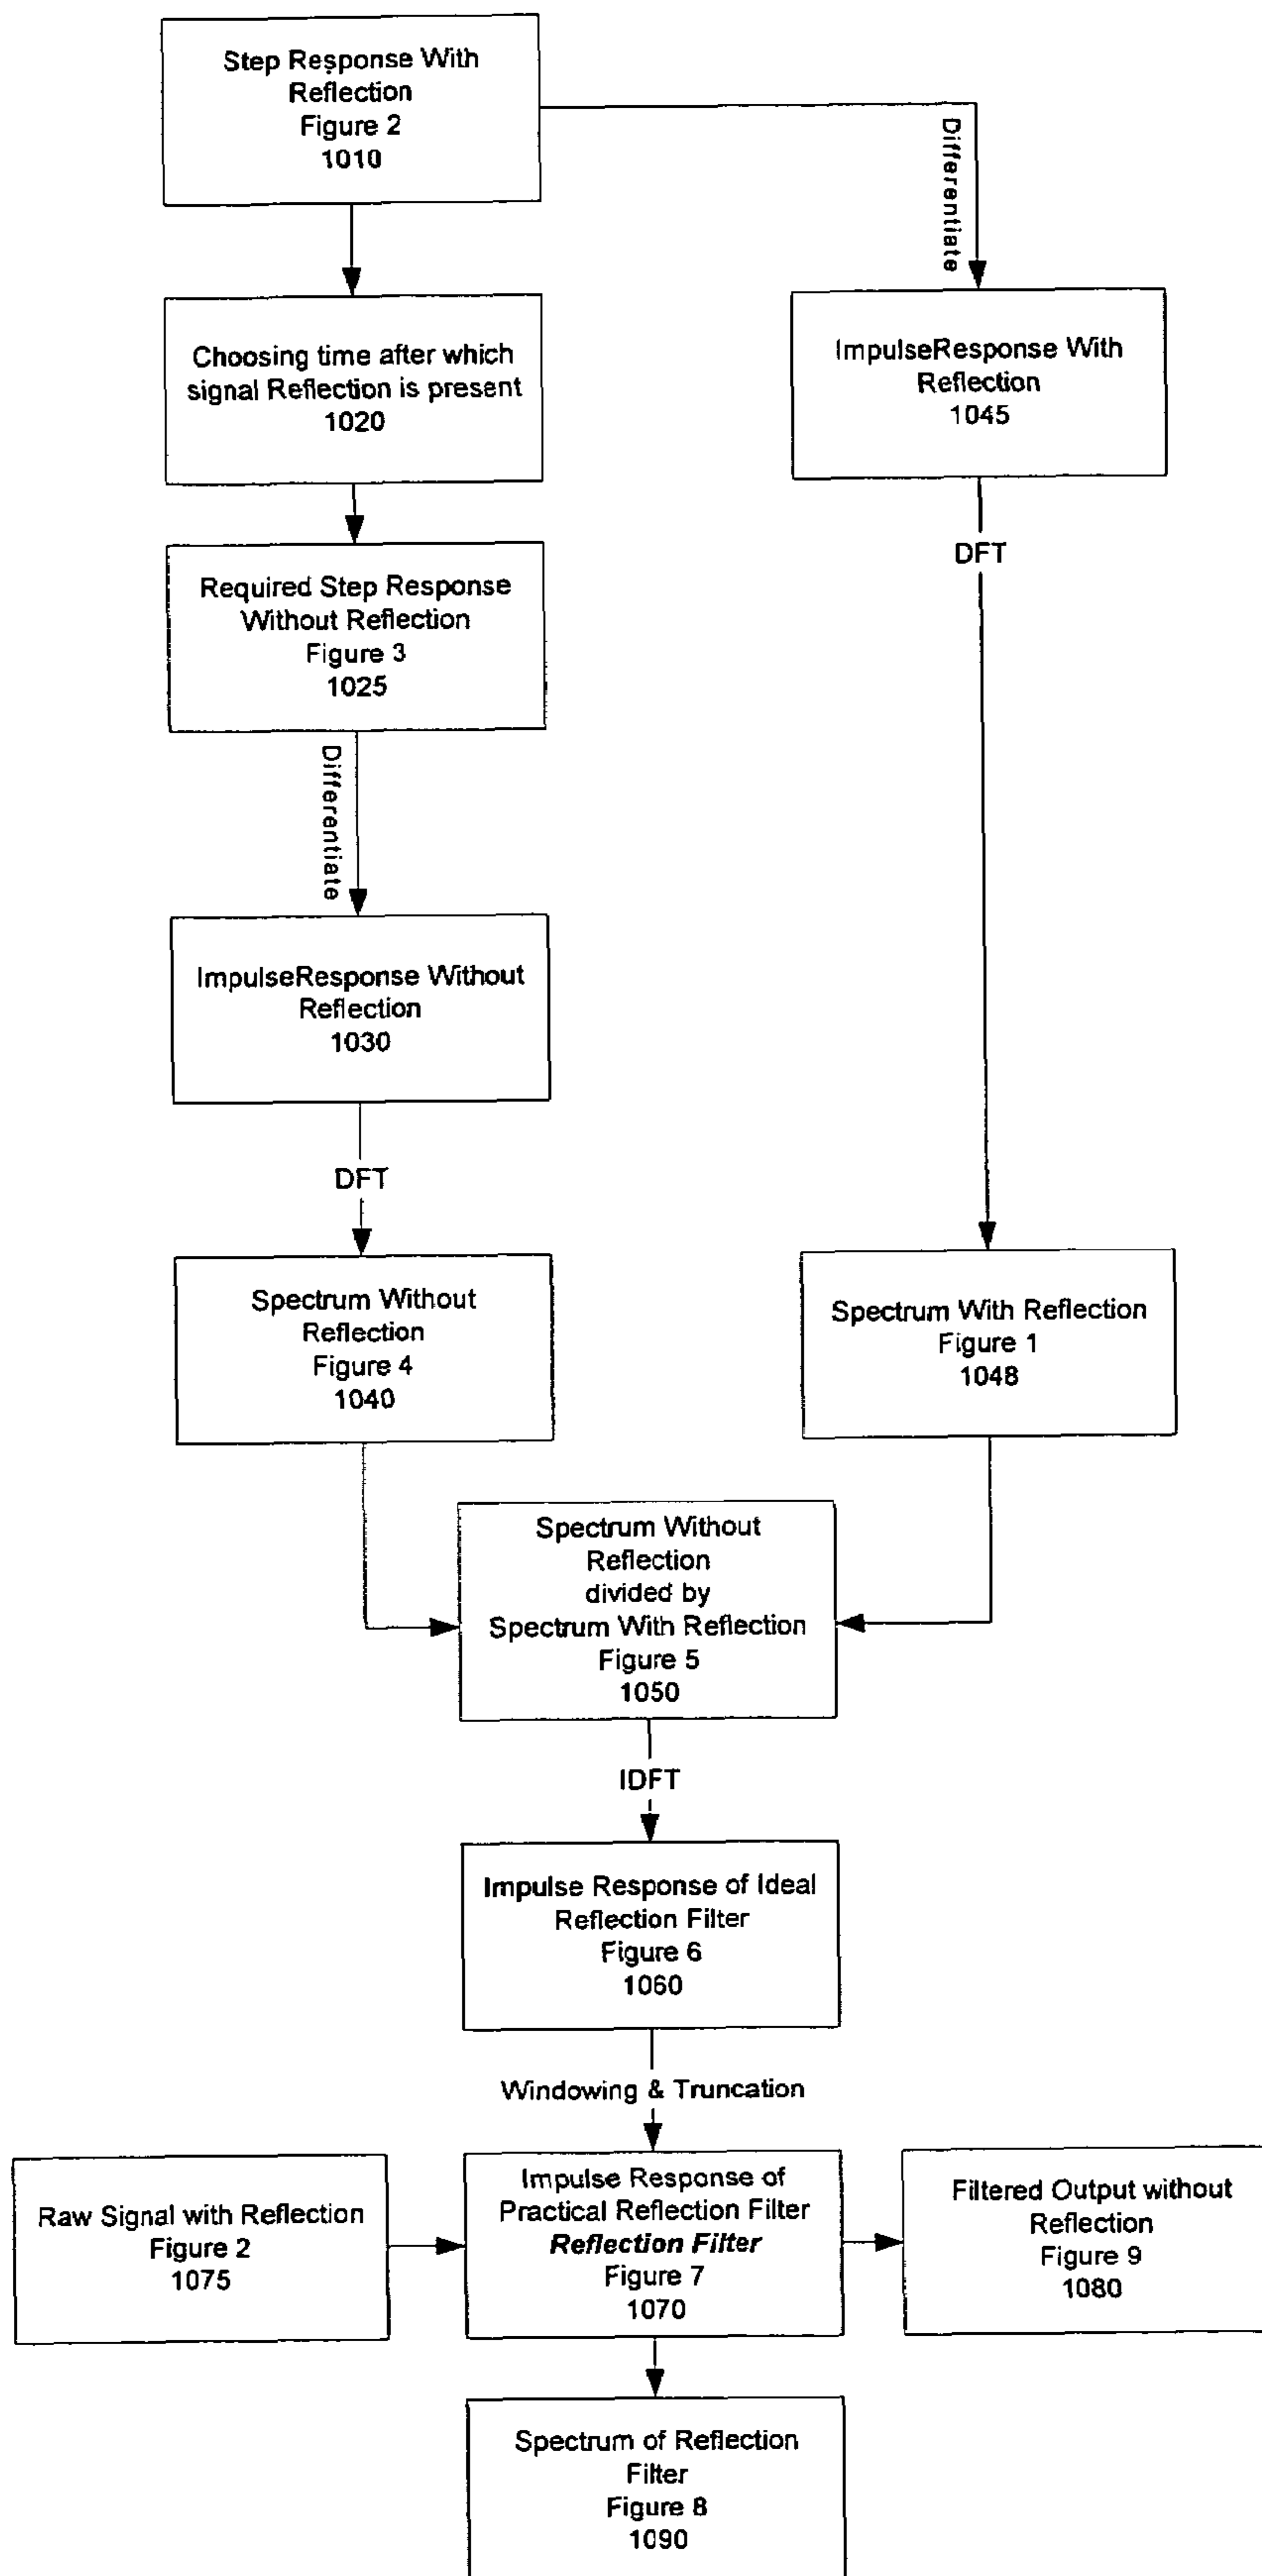 Step Response With
Reflection
Figure 2
1010
Differentiate
Choosing time after which
signal Reflection is present
1020
ImpulseResponse With
Reflection
1045
DFT
Required Step Response
Without Reflection
Figure 3
1025
Differentiate
ImpulseResponse Without
Reflection
1030
DFT
Spectrum Without
Reflection
Figure 4
1040
Spectrum With Reflection
Figure 1
1048
Spectrum Without
Reflection
divided by
Spectrum With Reflection
Figure 5
1050
IDFT
Impulse Response of Ideal
Reflection Filter
Figure 6
1060
Windowing & Truncation
Raw Signal with Reflection
Figure 2
1075
Impulse Response of
Practical Reflection Filter
Reflection Filter
Figure 7
1070
Filtered Output without
Reflection
Figure 9
1080
Spectrum of Reflection
Filter
Figure 8
1090